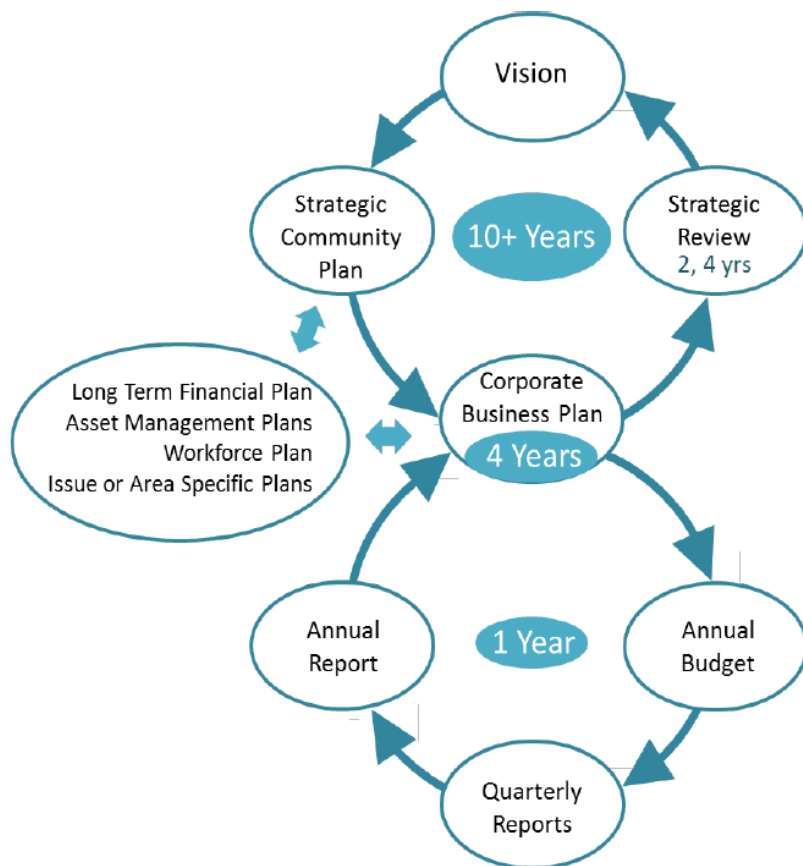 Vision
Strategic
Community
Plan
10+ Years
Strategic
Review
2, 4 yrs
Long Term Financial Plan
Asset Management Plans
Workforce Plan
Issue or Area Specific Plans
Corporate
Business Plan
4 Years
Annual
Report
1 Year
Annual
Budget
Quarterly
Reports